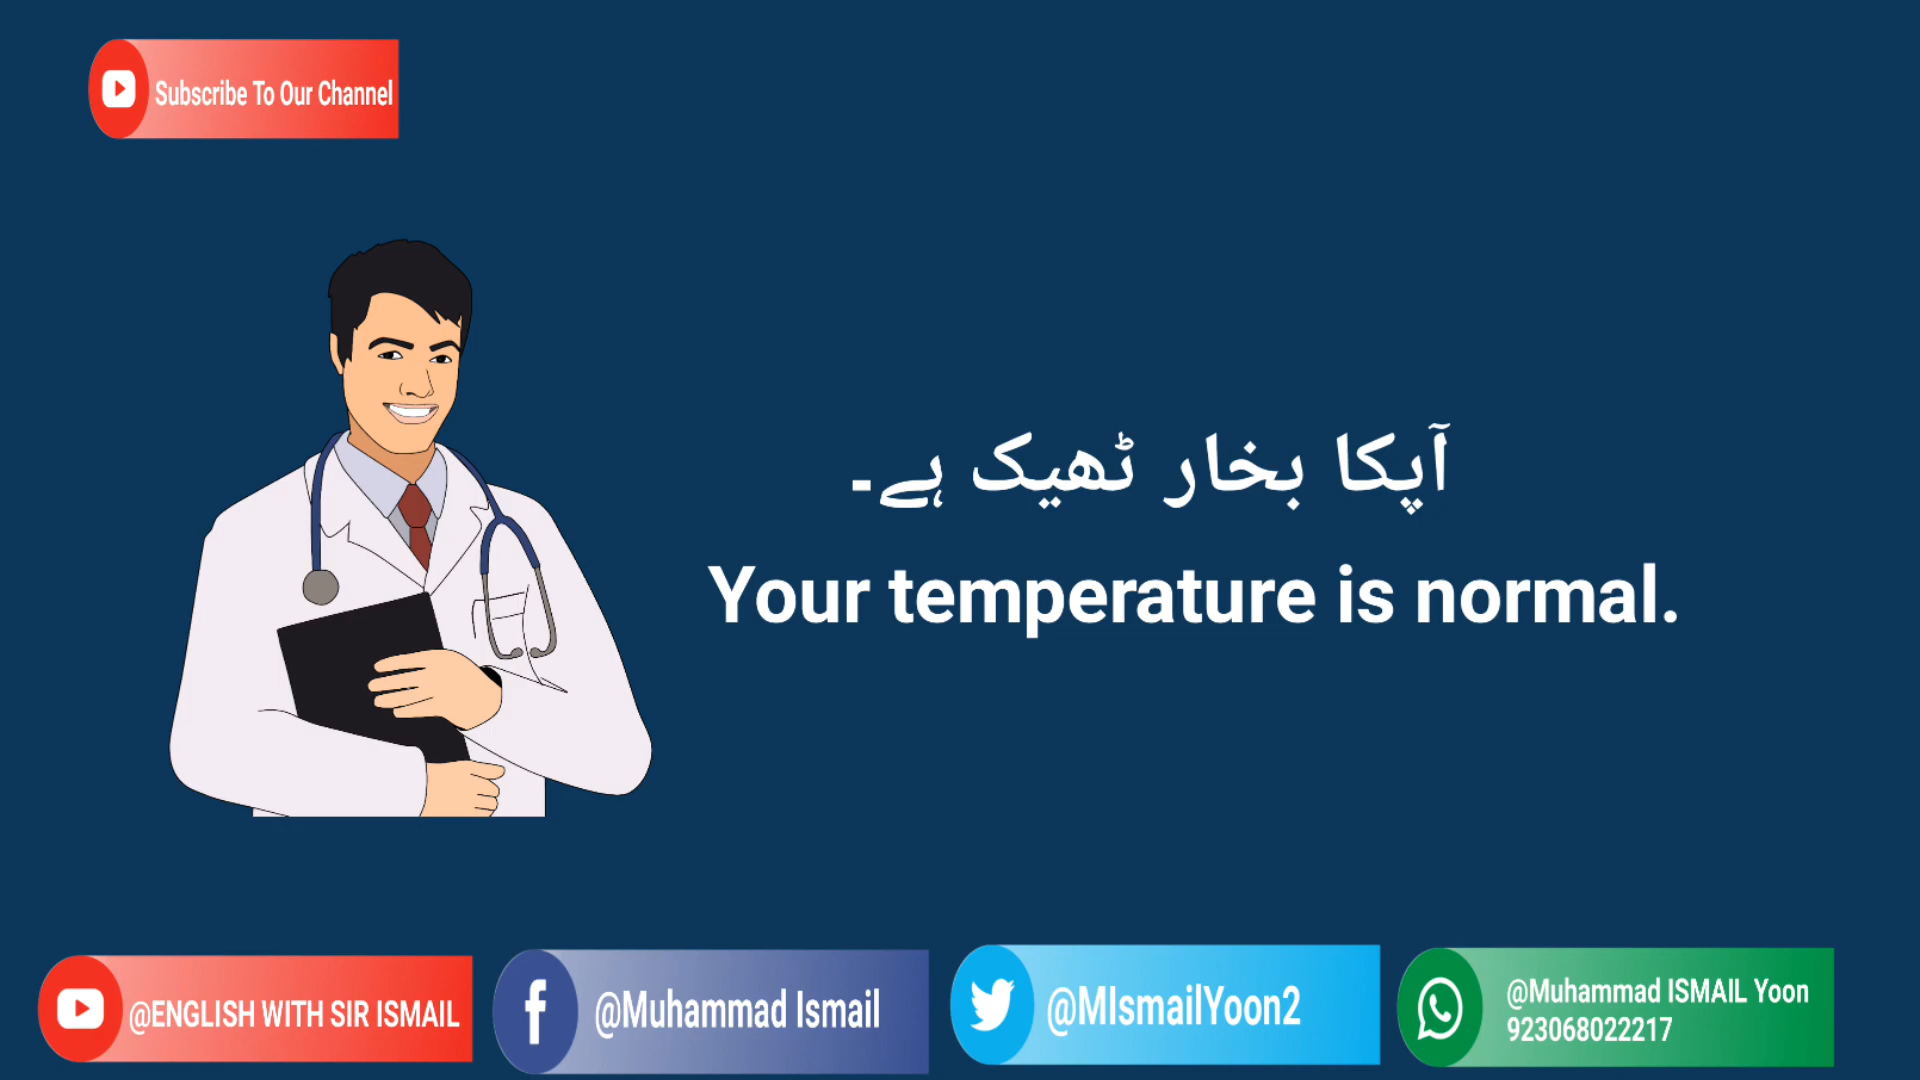 Subscribe To Our Channel
آپکا بخار ٹھیک ہے۔
Your temperature is normal.
@ENGLISH WITH SIR ISMAIL
@Muhammad Ismail
@MIsmailYoon2
@Muhammad ISMAIL Yoon
923068022217